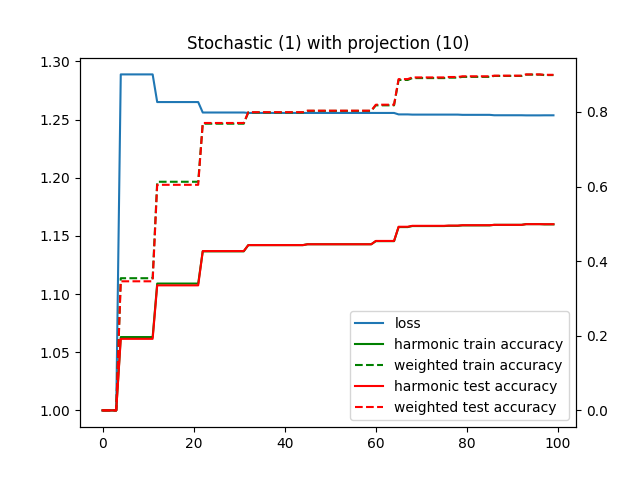 Stochastic (1) with projection (10)
1.30
1.25
1.20
1.15
1.10
1.05
1.00
0.8
0.6
0.4
0.2
0.0
loss
harmonic train accuracy
weighted train accuracy
harmonic test accuracy
weighted test accuracy
0 20 40 60 80 100